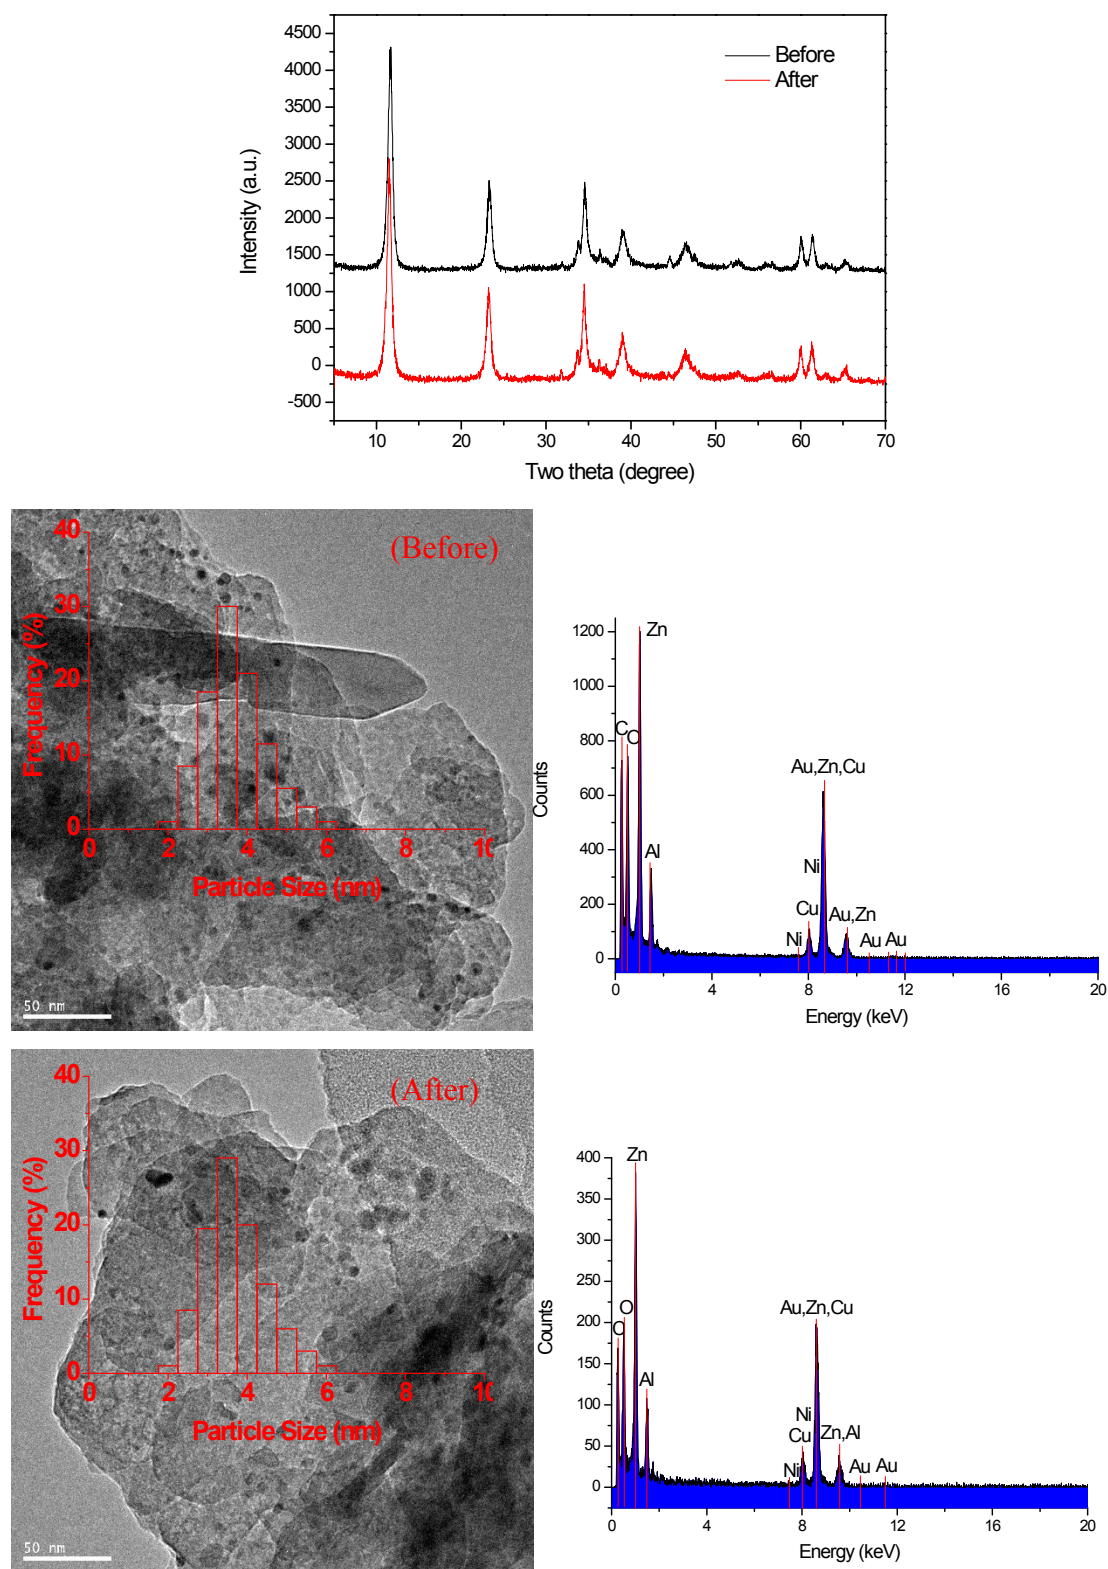 4500
4000
3500
3000
2500
2000
1500
1000
500
0
-500
Intensity (a.u.)
Before
After
10 20 30 40 50 60 70
Two theta (degree)
(Before)
40
30
20
10
0
Frequency (%)
0 2 4 6 8 10
Particle Size (nm)
50 nm
1200
1000
800
600
400
200
0
Counts
Zn
C
O
Al
Au,Zn,Cu
Ni
Cu
Au,Zn
Ni
Au
Au
0 4 8 12 16 20
Energy (keV)
(After)
40
30
20
10
0
Frequency (%)
0 2 4 6 8 10
Particle Size (nm)
50 nm
400
350
300
250
200
150
100
50
0
Counts
Zn
O
C
Al
Au,Zn,Cu
Ni
Cu
Zn,Al
Ni
Au
Au
0 4 8 12 16 20
Energy (keV)